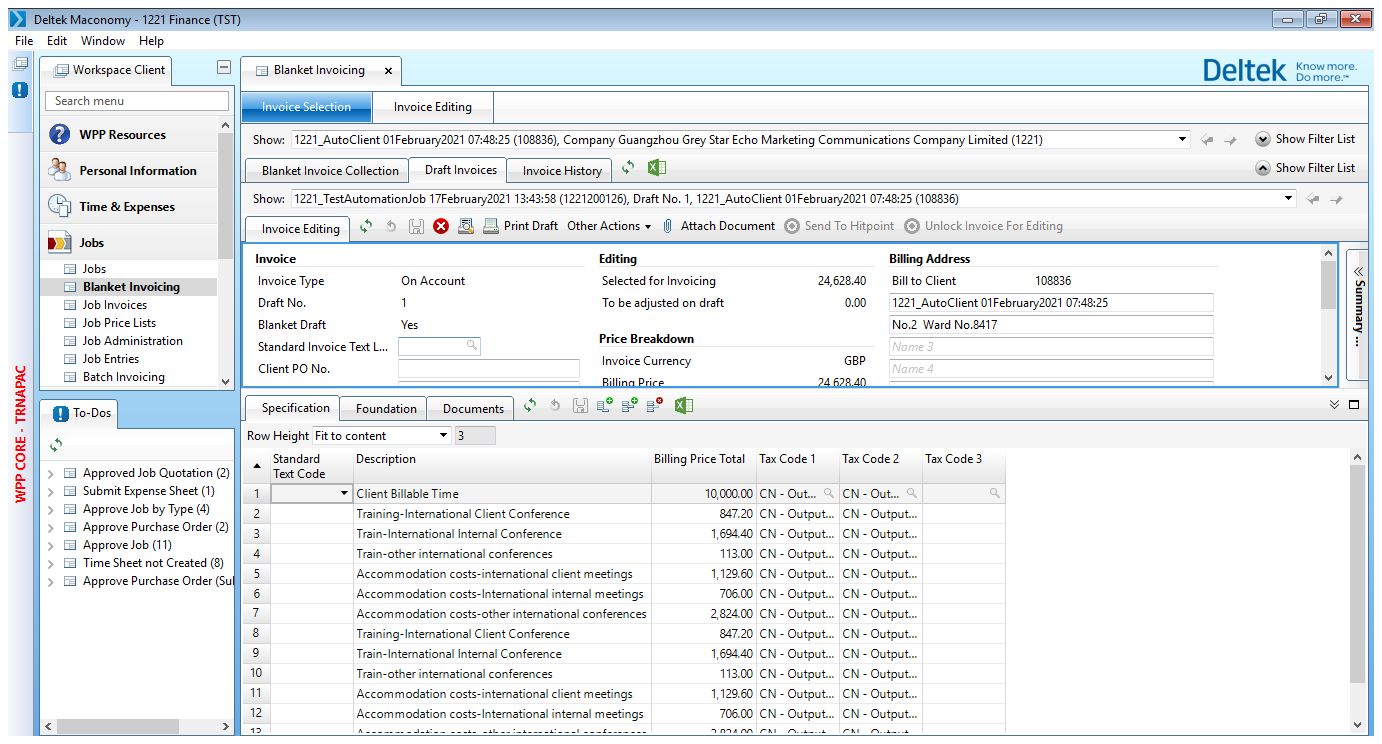 Deltek Maconomy - 1221 Finance (TST)
File Edit Window Help
Workspace Client
Search menu
WPP Resources
Personal Information
Time & Expenses
Jobs
Jobs
Blanket Invoicing
Job Invoices
Job Price Lists
Job Administration
Job Entries
Batch Invoicing
WPP CORE - TRNAPAC
To-Dos
Approved Job Quotation (2)
Submit Expense Sheet (1)
Approve Job by Type (4)
Approve Purchase Order (2)
Approve Job (11)
Time Sheet not Created (8)
Approve Purchase Order (Sul
Blanket Invoicing
Deltek Know more. Do more.™
Invoice Selection Invoice Editing
Show: 1221_AutoClient 01February2021 07:48:25 (108836), Company Guangzhou Grey Star Echo Marketing Communications Company Limited (1221) Show Filter List
Blanket Invoice Collection Draft Invoices Invoice History Show Filter List
Show: 1221_TestAutomationJob 17February2021 13:43:58 (1221200126), Draft No. 1, 1221_AutoClient 01February2021 07:48:25 (108836)
Invoice Editing Print Draft Other Actions Attach Document Send To Hitpoint Unlock Invoice For Editing
Invoice
Invoice Type On Account
Draft No. 1
Blanket Draft Yes
Standard Invoice Text L...
Client PO No.
Editing
Selected for Invoicing 24,628.40
To be adjusted on draft 0.00
Price Breakdown
Invoice Currency GBP
Billing Price 24,628.40
Billing Address
Bill to Client 108836
1221_AutoClient 01February2021 07:48:25
No.2 Ward No.8417
Name 3
Name 4
Summary ...
Specification Foundation Documents
Row Height Fit to content 3
Standard Text Code Description Billing Price Total Tax Code 1 Tax Code 2 Tax Code 3
1 Client Billable Time 10,000.00 CN - Out... CN - Out...
2 Training-International Client Conference 847.20 CN - Output... CN - Output...
3 Train-International Internal Conference 1,694.40 CN - Output... CN - Output...
4 Train-other international conferences 113.00 CN - Output... CN - Output...
5 Accommodation costs-international client meetings 1,129.60 CN - Output... CN - Output...
6 Accommodation costs-International internal meetings 706.00 CN - Output... CN - Output...
7 Accommodation costs-other international conferences 2,824.00 CN - Output... CN - Output...
8 Training-International Client Conference 847.20 CN - Output... CN - Output...
9 Train-International Internal Conference 1,694.40 CN - Output... CN - Output...
10 Train-other international conferences 113.00 CN - Output... CN - Output...
11 Accommodation costs-international client meetings 1,129.60 CN - Output... CN - Output...
12 Accommodation costs-International internal meetings 706.00 CN - Output... CN - Output...
13 Accommodation costs-other international conferences 2,824.00 CN - Output... CN - Output...